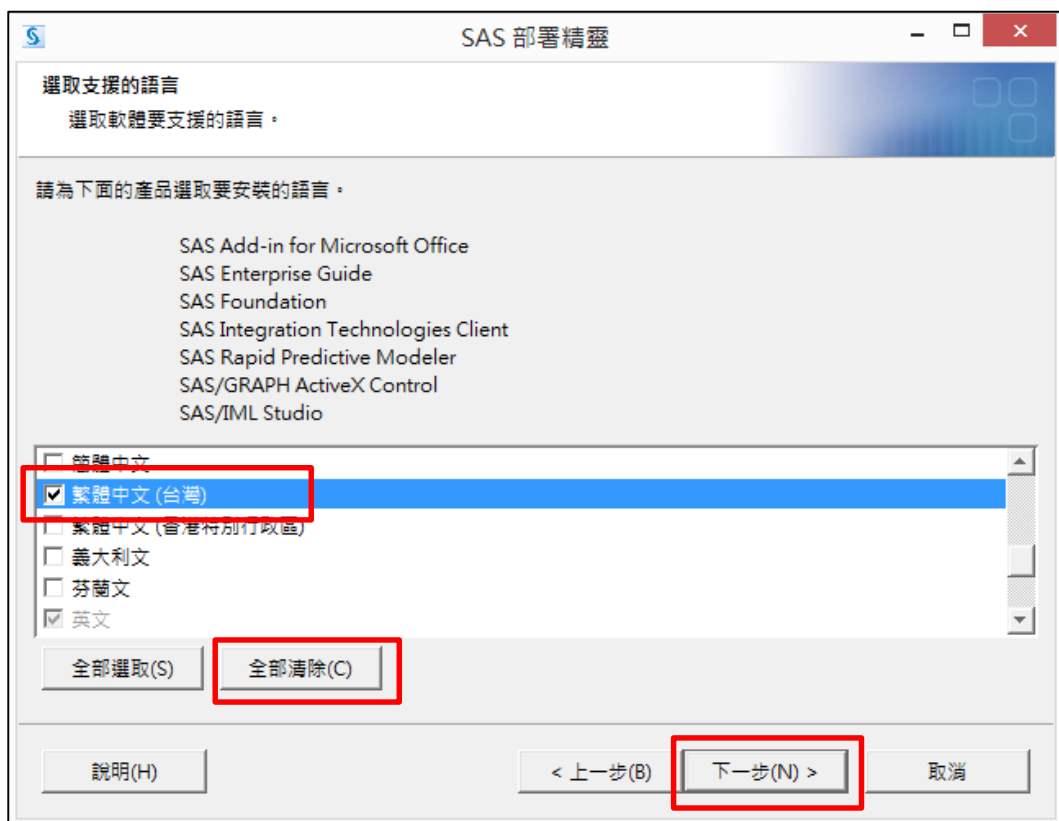 SAS 部署精靈
選取支援的語言
選取軟體要支援的語言。
請為下面的產品選取要安裝的語言。
SAS Add-in for Microsoft Office
SAS Enterprise Guide
SAS Foundation
SAS Integration Technologies Client
SAS Rapid Predictive Modeler
SAS/GRAPH ActiveX Control
SAS/IML Studio
簡體中文
繁體中文 (台灣)
繁體中文 (香港特別行政區)
義大利文
芬蘭文
英文
全部選取(S) 全部清除(C)
說明(H) < 上一步(B) 下一步(N) > 取消